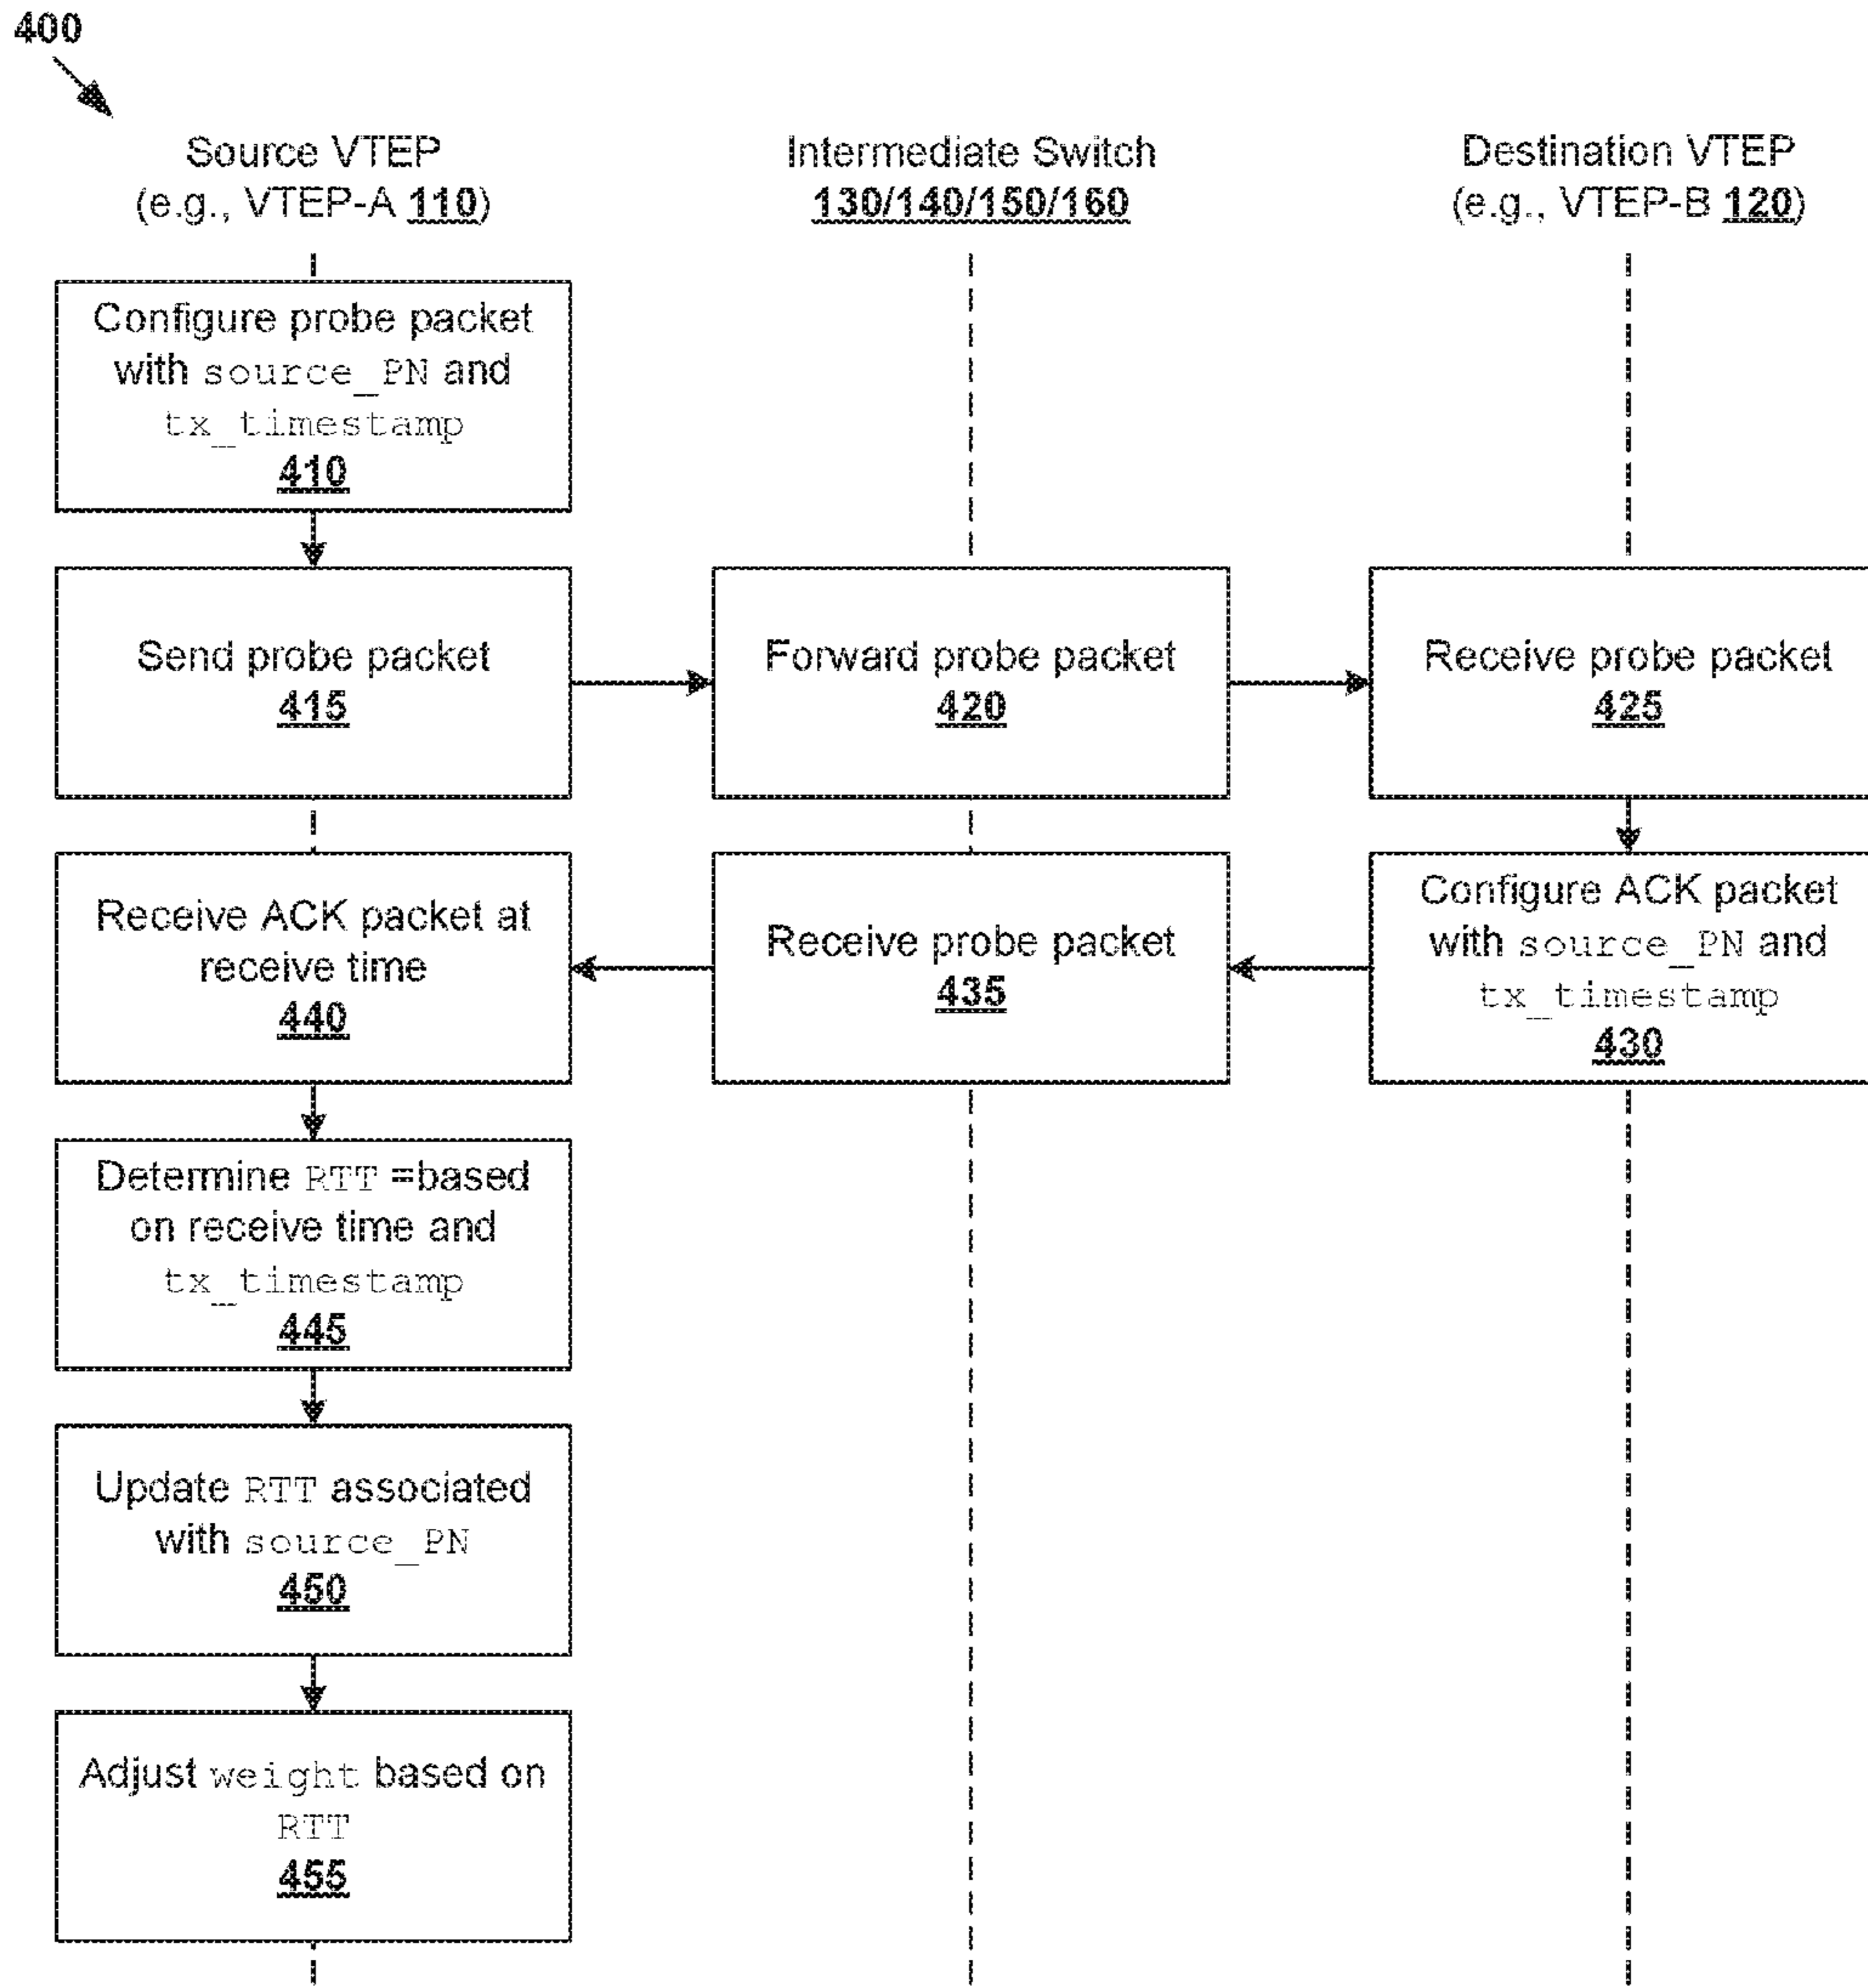 400
Source VTEP
(e.g., VTEP-A 110)
Intermediate Switch
130/140/150/160
Destination VTEP
(e.g., VTEP-B 120)
Configure probe packet
with source_PN and
tx_timestamp
410
Send probe packet
415
Forward probe packet
420
Receive probe packet
425
Receive ACK packet at
receive time
440
Receive probe packet
435
Configure ACK packet
with source_PN and
tx_timestamp
430
Determine RTT =based
on receive time and
tx_timestamp
445
Update RTT associated
with source_PN
450
Adjust weight based on
RTT
455